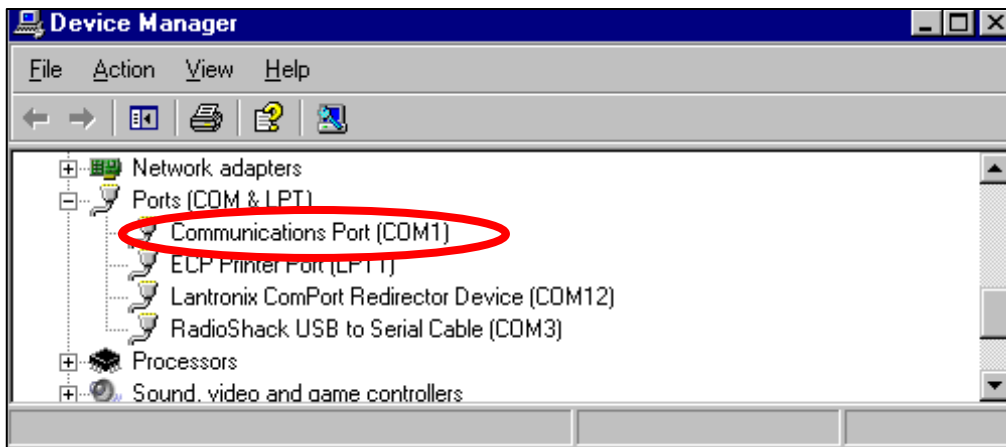 Device Manager
File Action View Help
Network adapters
Ports (COM & LPT)
Communications Port (COM1)
ECP Printer Port (LPT1)
Lantronix ComPort Redirector Device (COM12)
RadioShack USB to Serial Cable (COM3)
Processors
Sound, video and game controllers